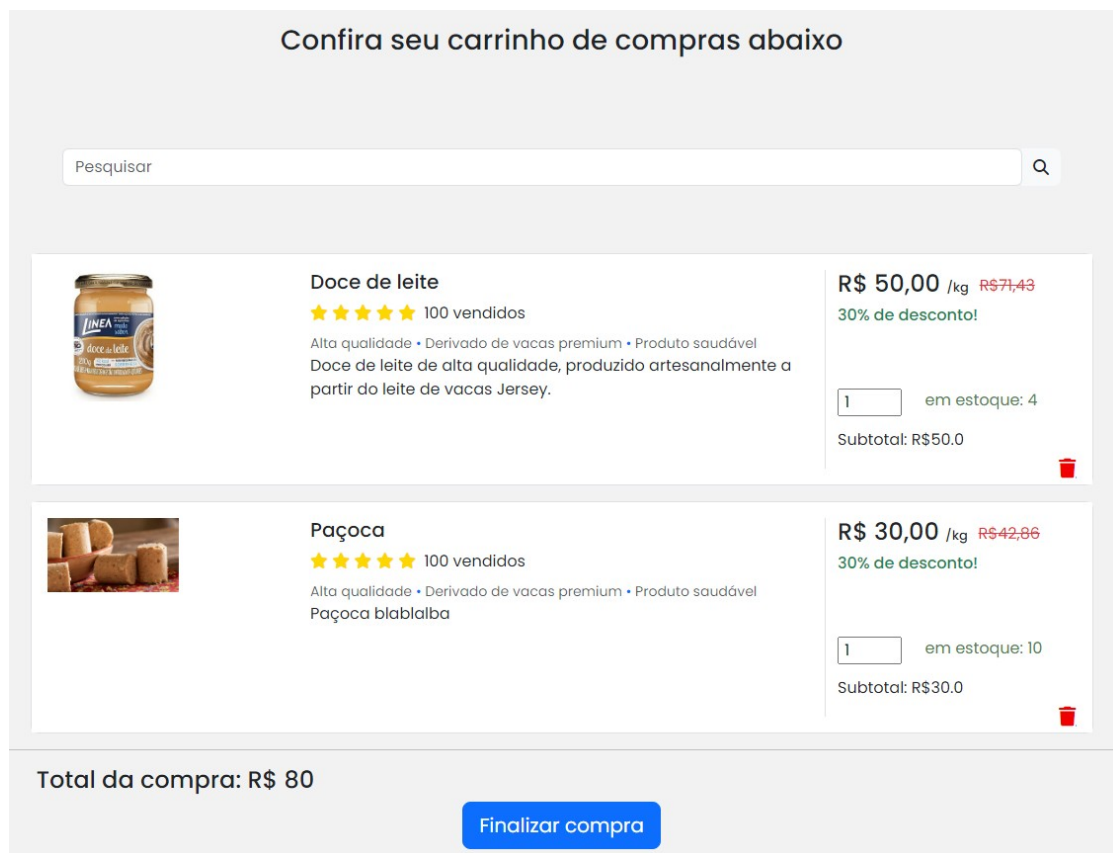 Confira seu carrinho de compras abaixo
Pesquisar
Doce de leite
100 vendidos
Alta qualidade • Derivado de vacas premium • Produto saudável
Doce de leite de alta qualidade, produzido artesanalmente a
partir do leite de vacas Jersey.
R$ 50,00 /kg R$71,43
30% de desconto!
1 em estoque: 4
Subtotal: R$50.0
LINEA
doce de leite
Paçoca
100 vendidos
Alta qualidade • Derivado de vacas premium • Produto saudável
Paçoca blablalba
R$ 30,00 /kg R$42,86
30% de desconto!
1 em estoque: 10
Subtotal: R$30.0
Total da compra: R$ 80
Finalizar compra